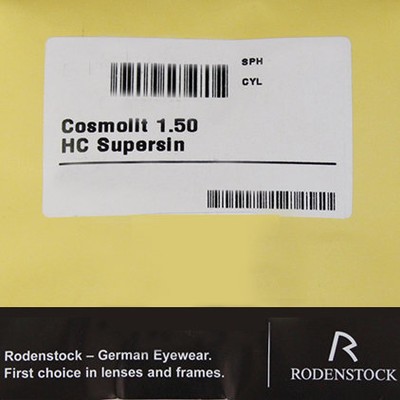 SPH
CYL
Cosmolit 1.50
HC Supersin
Rodenstock – German Eyewear.
First choice in lenses and frames.
R
RODENSTOCK